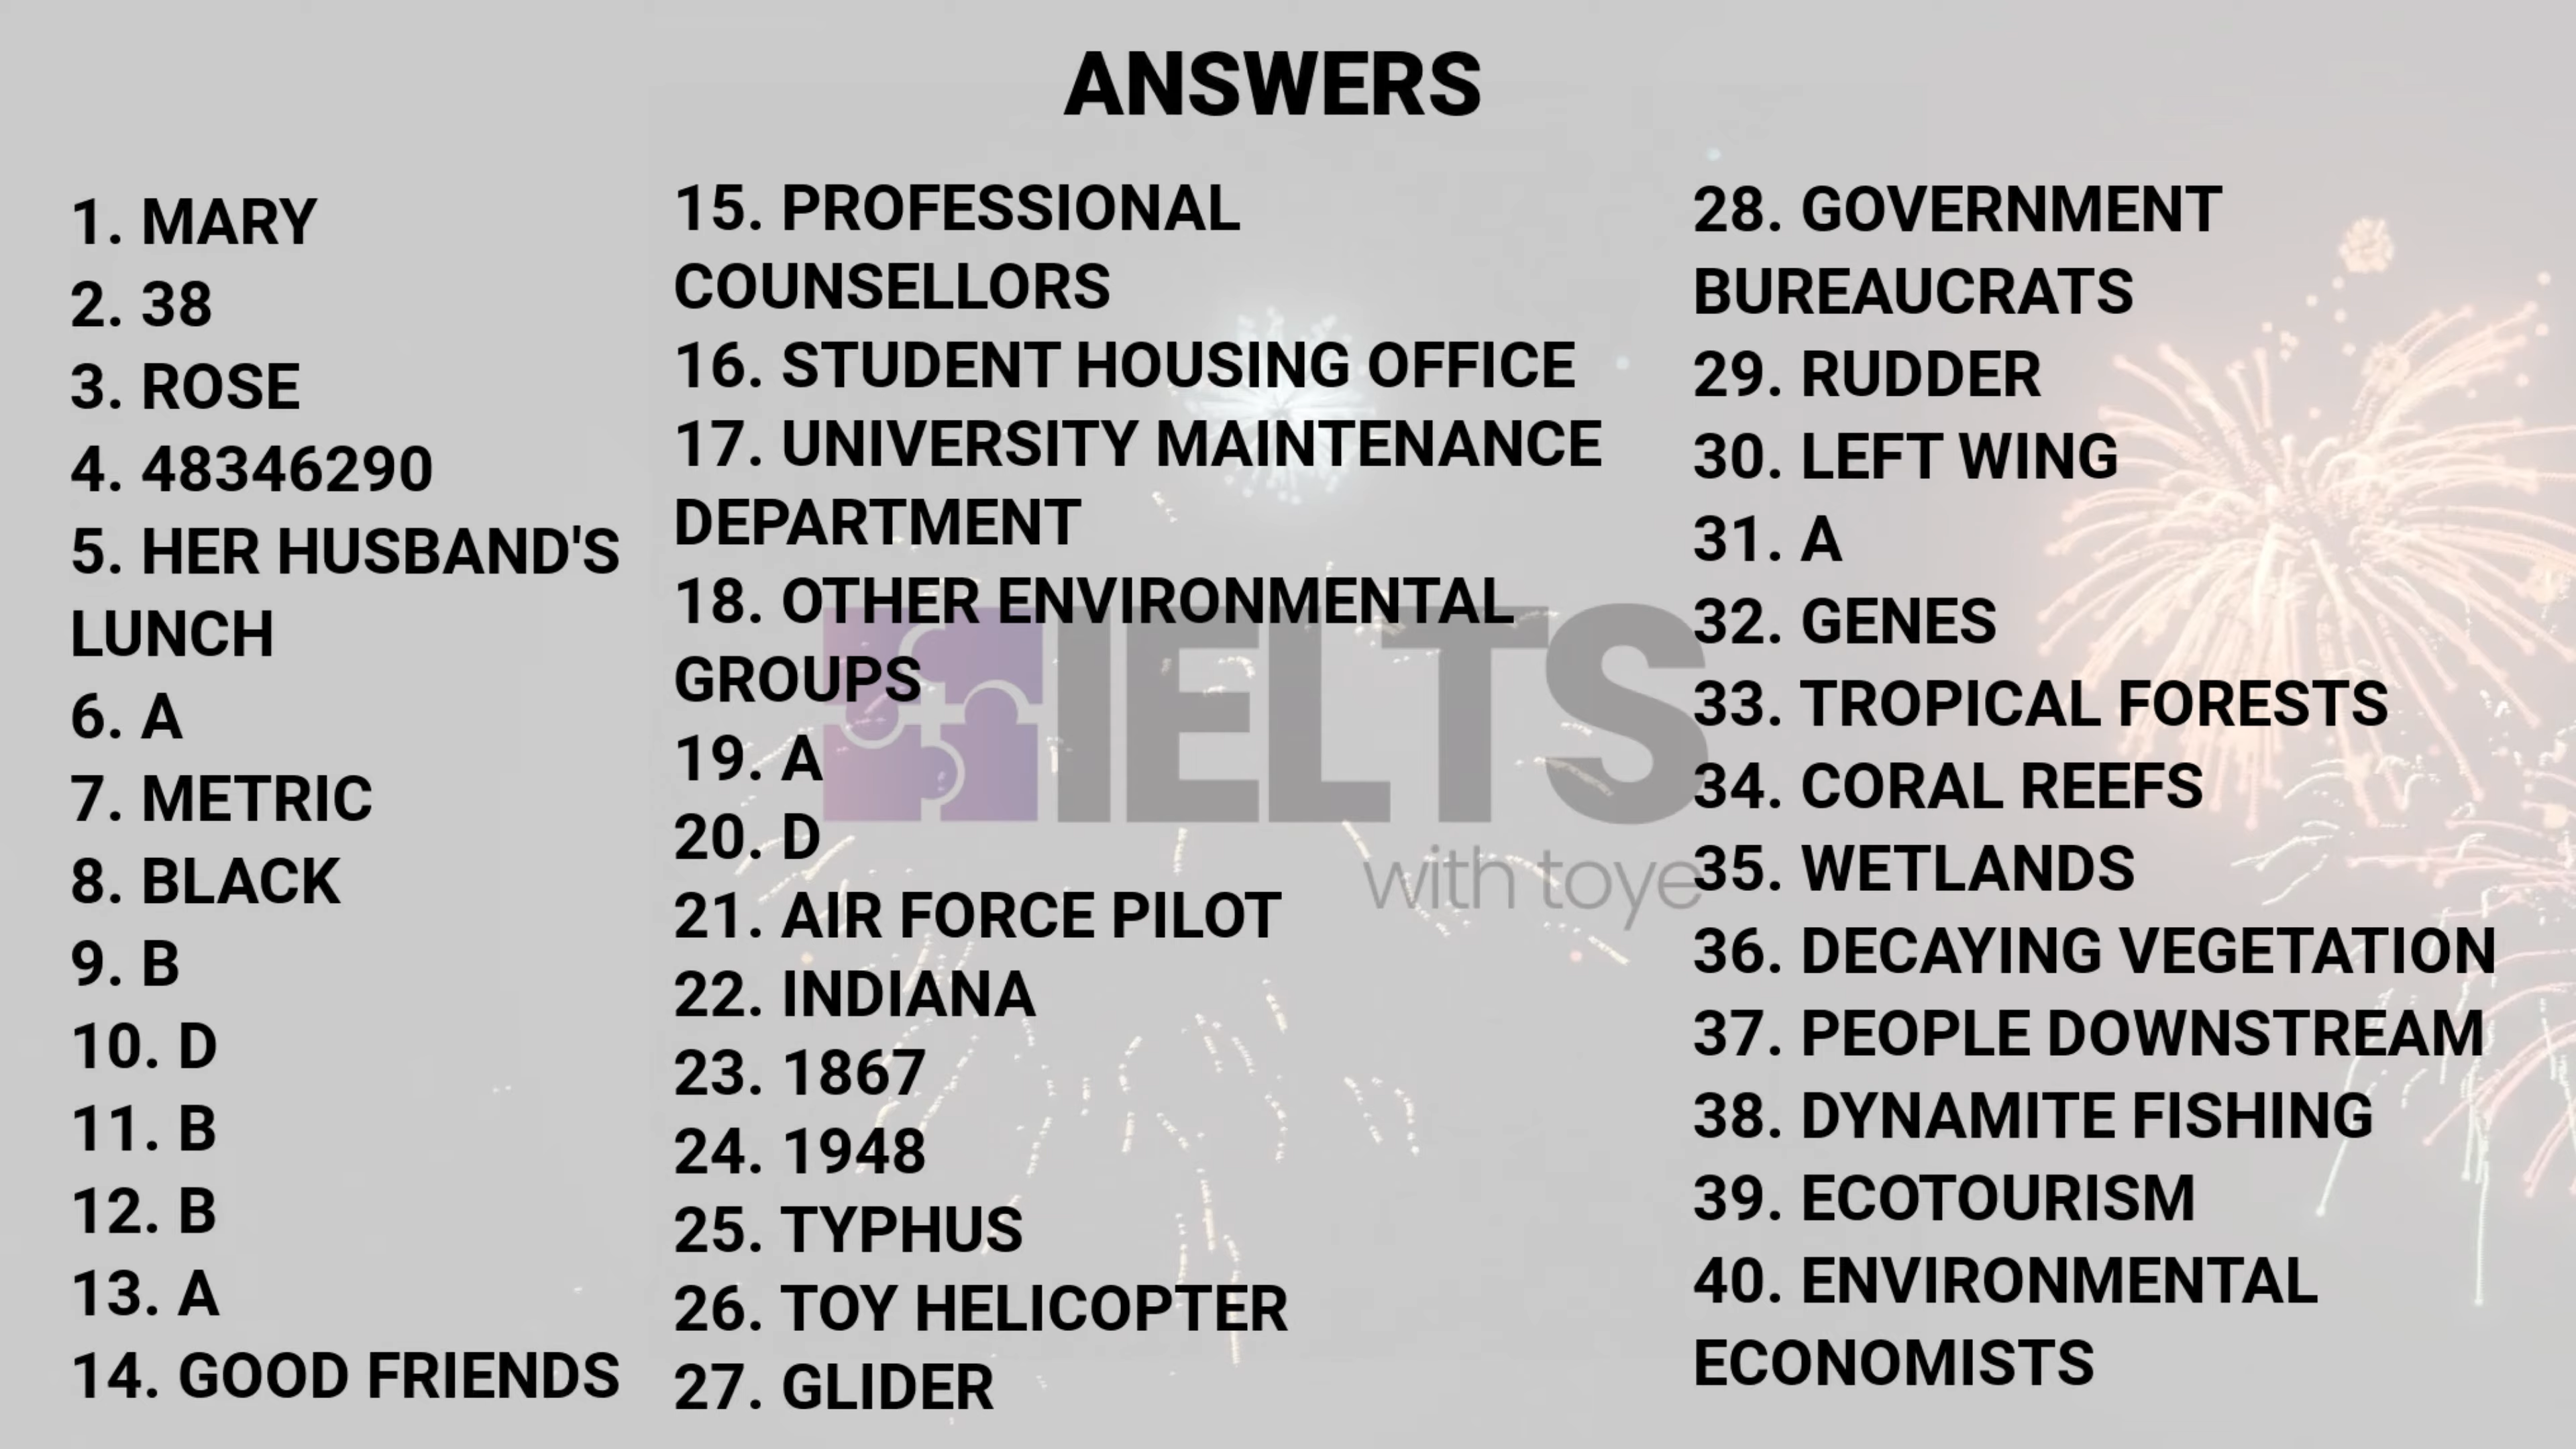 ANSWERS
1. MARY
2. 38
3. ROSE
4. 48346290
5. HER HUSBAND'S
LUNCH
6. A
7. METRIC
8. BLACK
9. B
10. D
11. B
12. B
13. A
14. GOOD FRIENDS
15. PROFESSIONAL
COUNSELLORS
16. STUDENT HOUSING OFFICE
17. UNIVERSITY MAINTENANCE
DEPARTMENT
18. OTHER ENVIRONMENTAL
GROUPS
19. A
20. D
21. AIR FORCE PILOT
22. INDIANA
23. 1867
24. 1948
25. TYPHUS
26. TOY HELICOPTER
27. GLIDER
28. GOVERNMENT
BUREAUCRATS
29. RUDDER
30. LEFT WING
31. A
32. GENES
33. TROPICAL FORESTS
34. CORAL REEFS
35. WETLANDS
36. DECAYING VEGETATION
37. PEOPLE DOWNSTREAM
38. DYNAMITE FISHING
39. ECOTOURISM
40. ENVIRONMENTAL
ECONOMISTS
IELTS
with toye